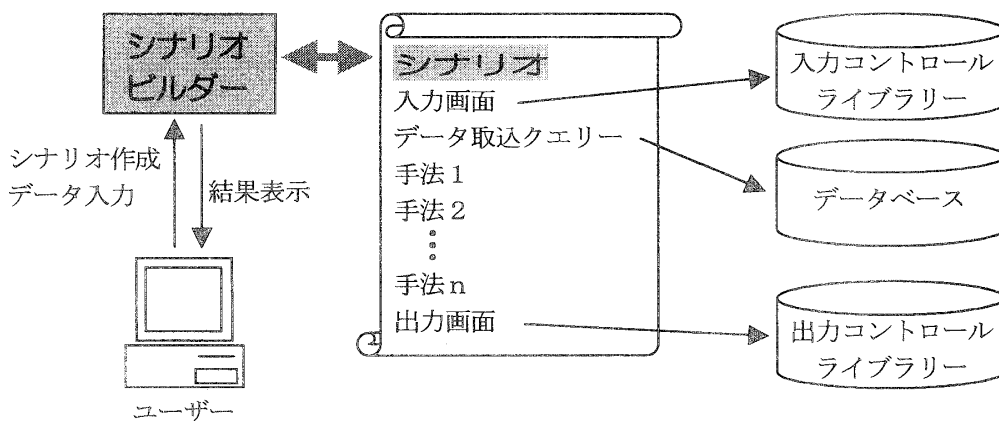 シナリオ
ビルダー
シナリオ作成
データ入力
結果表示
ユーザー
シナリオ
入力画面
データ取込クエリー
手法1
手法2
手法n
出力画面
入力コントロール
ライブラリー
データベース
出力コントロール
ライブラリー